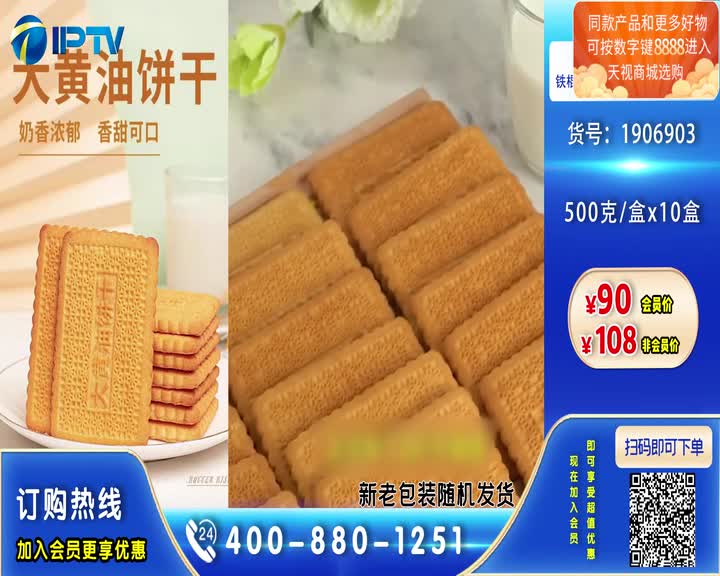 IPTV
大黄油饼干
奶香浓郁 香甜可口
大黄油饼干
同款产品和更多好物
可按数字键8888进入
天视商城选购
铁棍
货号：1906903
500克/盒x10盒
¥90 会员价
¥108 非会员价
新老包装随机发货
订购热线
加入会员更享优惠
24
400-880-1251
扫码即可下单
现在加入会员
即可享受超值优惠